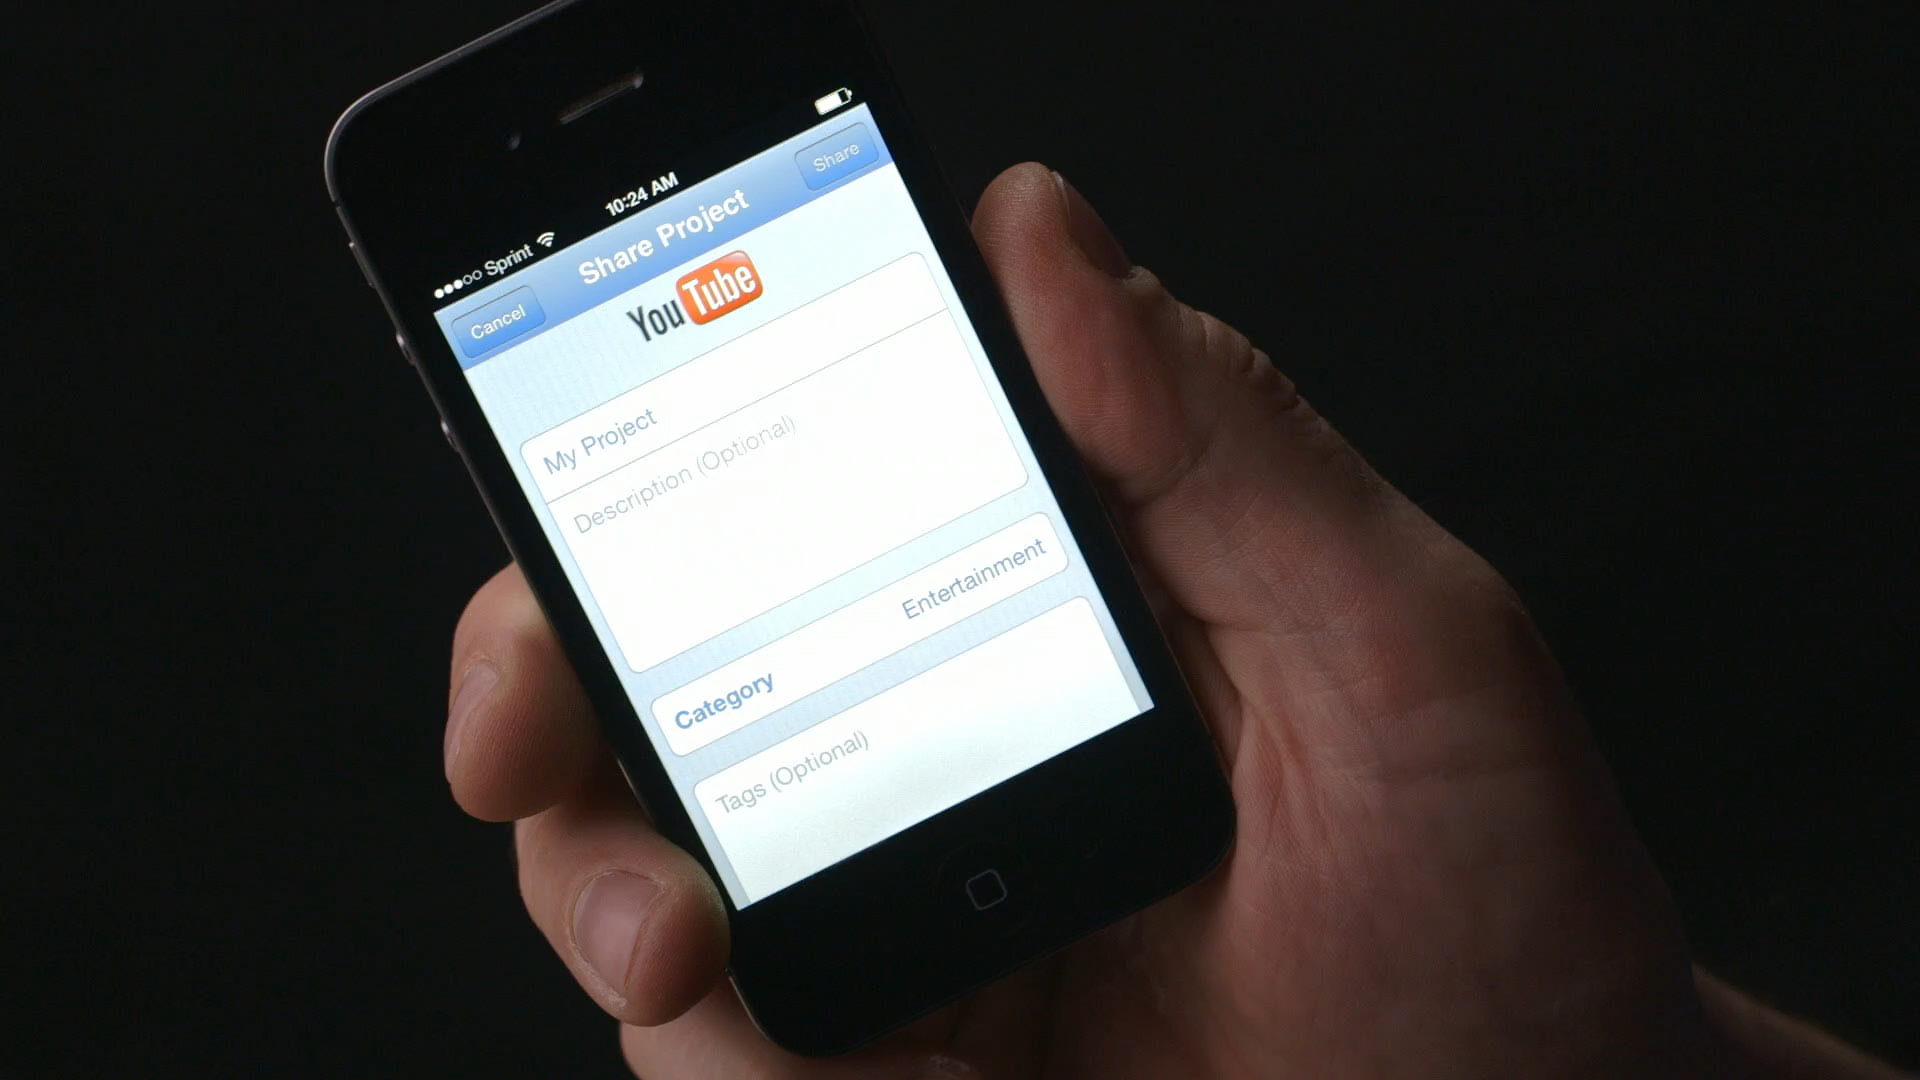 Sprint 10:24 AM
Cancel Share Project Share
YouTube
My Project
Description (Optional)
Category Entertainment
Tags (Optional)